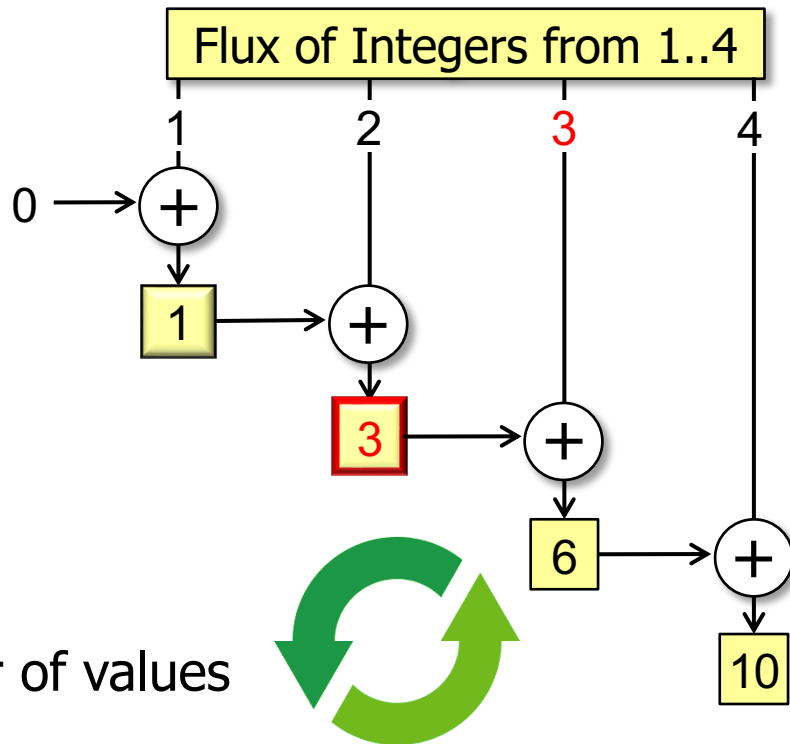 Flux of Integers from 1..4
1 2 3 4
0 +
1 +
3 +
6 +
of values 10